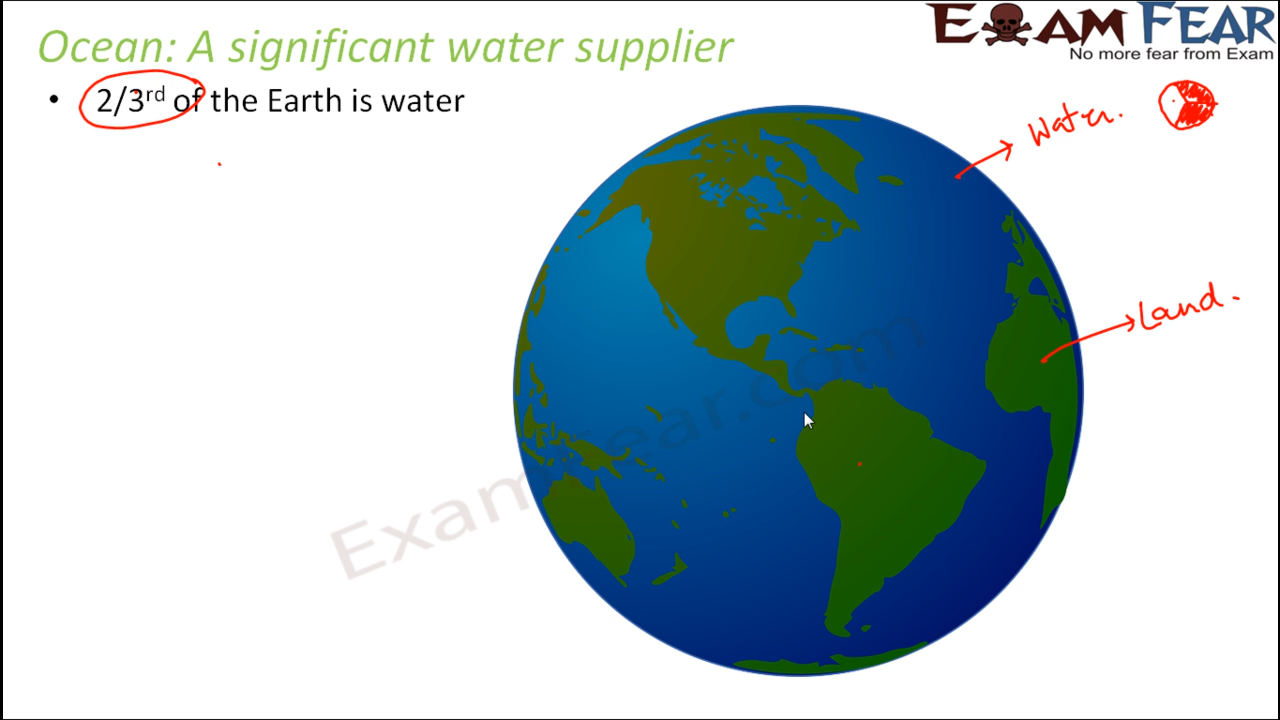 Ocean: A significant water supplier
EXAM FEAR
No more fear from Exam
• 2/3rd of the Earth is water
Water.
Land.
Examfear.com